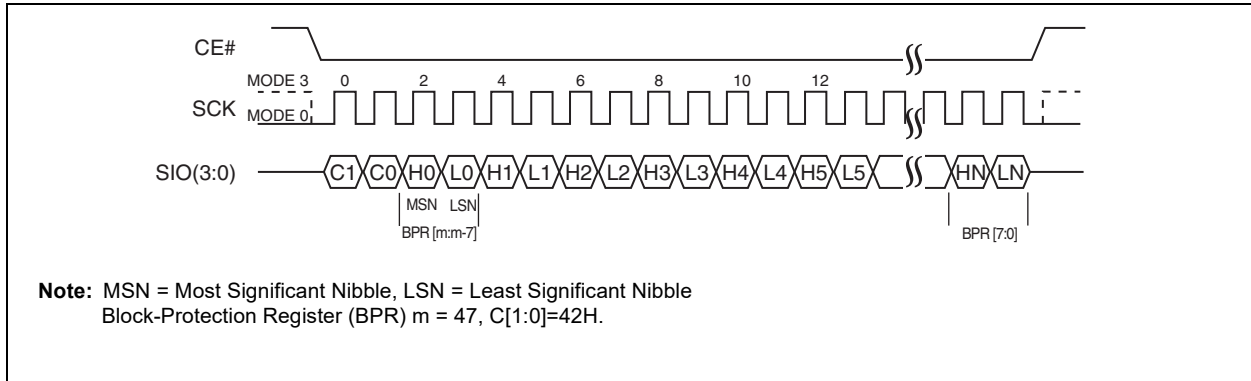 CE#
MODE 3 0 2 4 6 8 10 12
SCK MODE 0
SIO(3:0) C1 C0 H0 L0 H1 L1 H2 L2 H3 L3 H4 L4 H5 L5 HN LN
MSN LSN
BPR [m:m-7] BPR [7:0]
Note: MSN = Most Significant Nibble, LSN = Least Significant Nibble
Block-Protection Register (BPR) m = 47, C[1:0]=42H.